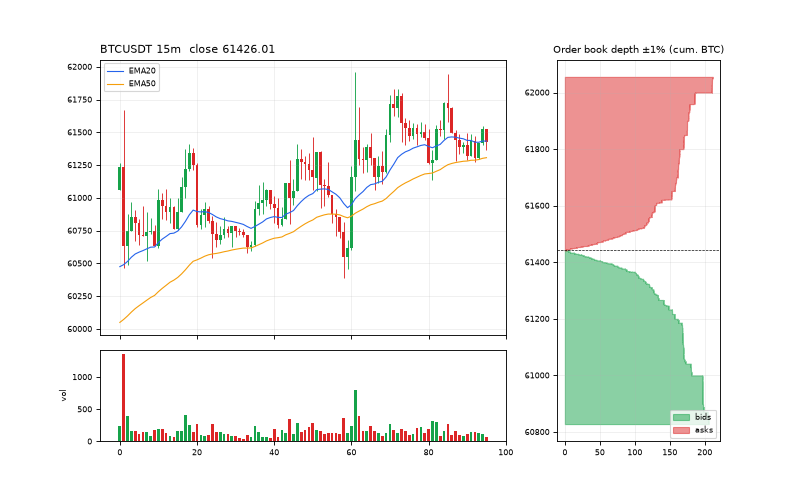 BTCUSDT 15m close 61426.01
EMA20
EMA50
62000
61750
61500
61250
61000
60750
60500
60250
60000
vol
1000
500
0
0 20 40 60 80 100
Order book depth ±1% (cum. BTC)
62000
61800
61600
61400
61200
61000
60800
bids
asks
0 50 100 150 200